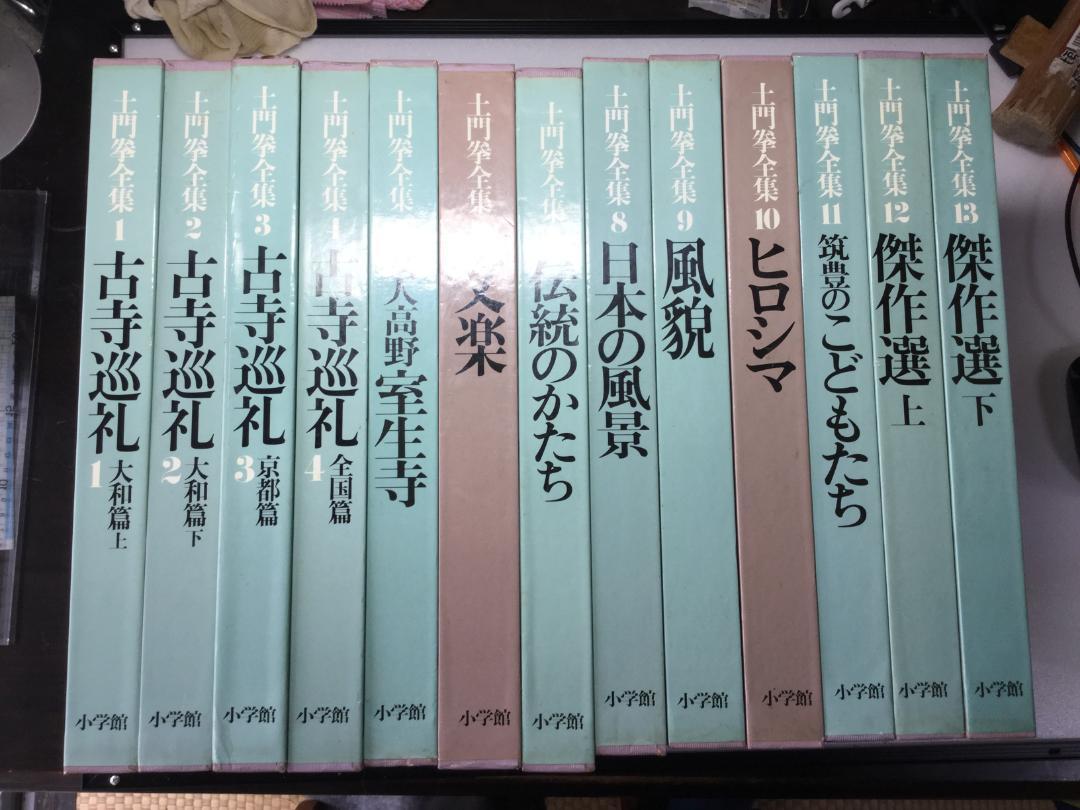 土門拳全集 1
古寺巡礼 1 大和篇 上
小学館
土門拳全集 2
古寺巡礼 2 大和篇 下
小学館
土門拳全集 3
古寺巡礼 3 京都篇
小学館
土門拳全集 4
古寺巡礼 4 全国篇
小学館
土門拳全集
高野 室生寺
小学館
土門拳全集
文楽
小学館
土門拳全集
伝統のかたち
小学館
土門拳全集 8
日本の風景
小学館
土門拳全集 9
風貌
小学館
土門拳全集 10
ヒロシマ
小学館
土門拳全集 11
筑豊のこどもたち
小学館
土門拳全集 12
傑作選 上
小学館
土門拳全集 13
傑作選 下
小学館